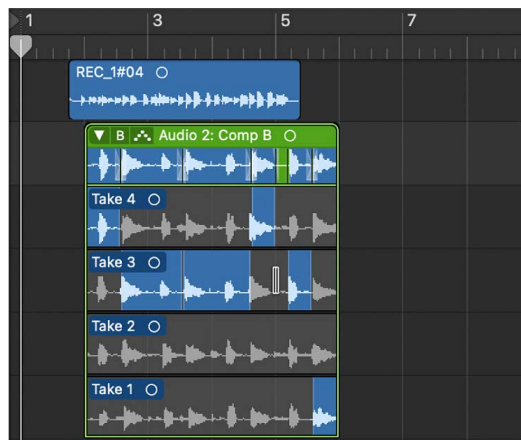 1 3 5 7
REC_1#04
B Audio 2: Comp B
Take 4
Take 3
Take 2
Take 1